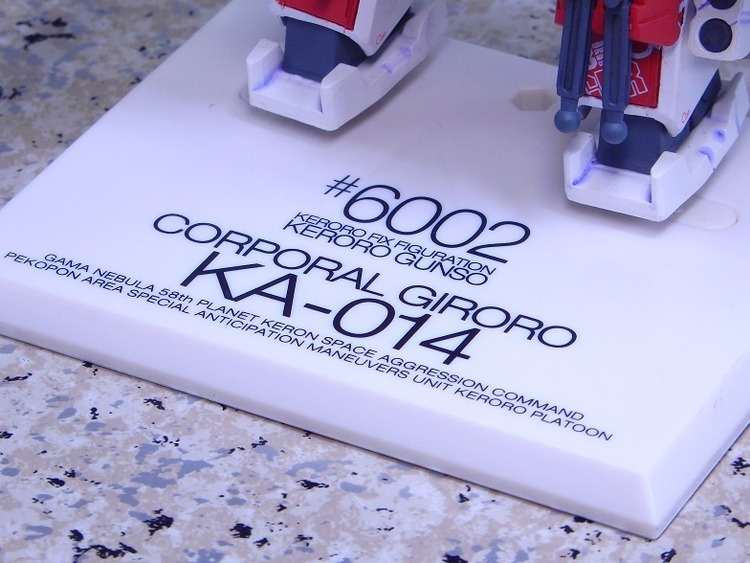 #6002
KERORO FIX FIGURATION
KERORO GUNSO
CORPORAL GIRORO
KA-014
GAMA NEBULA 58th PLANET KERON SPACE AGGRESSION COMMAND
PEKOPON AREA SPECIAL ANTICIPATION MANEUVERS UNIT KERORO PLATOON